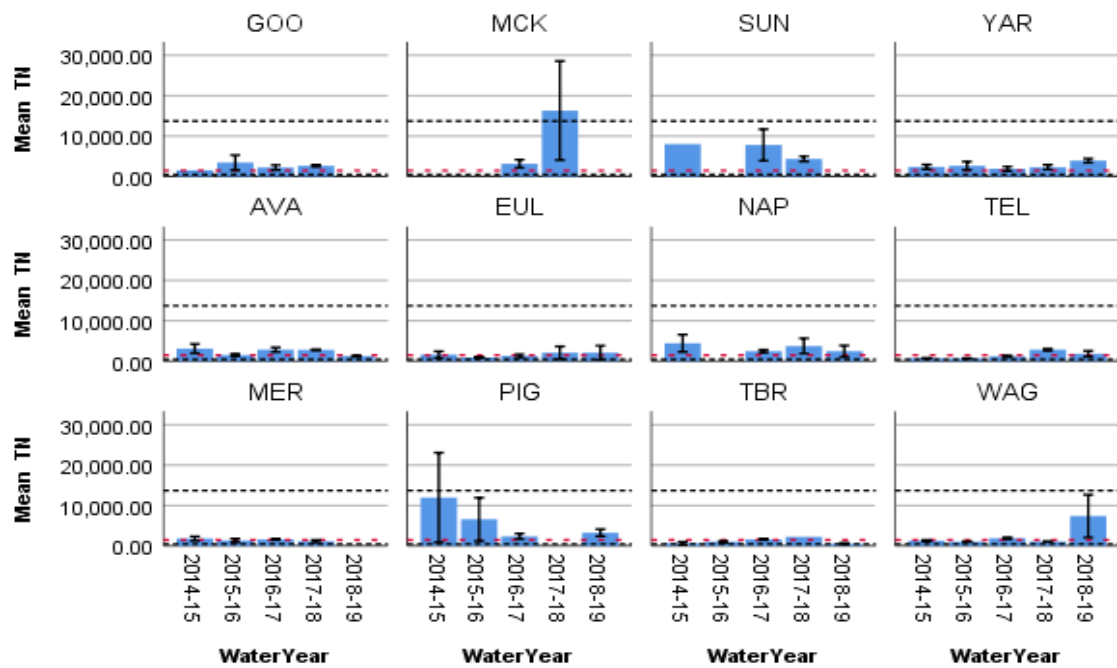 GOO MCK SUN YAR
Mean TN
30,000.00
20,000.00
10,000.00
0.00
AVA EUL NAP TEL
Mean TN
30,000.00
20,000.00
10,000.00
0.00
MER PIG TBR WAG
Mean TN
30,000.00
20,000.00
10,000.00
0.00
2014-15 2015-16 2016-17 2017-18 2018-19 2014-15 2015-16 2016-17 2017-18 2018-19 2014-15 2015-16 2016-17 2017-18 2018-19 2014-15 2015-16 2016-17 2017-18 2018-19
WaterYear WaterYear WaterYear WaterYear